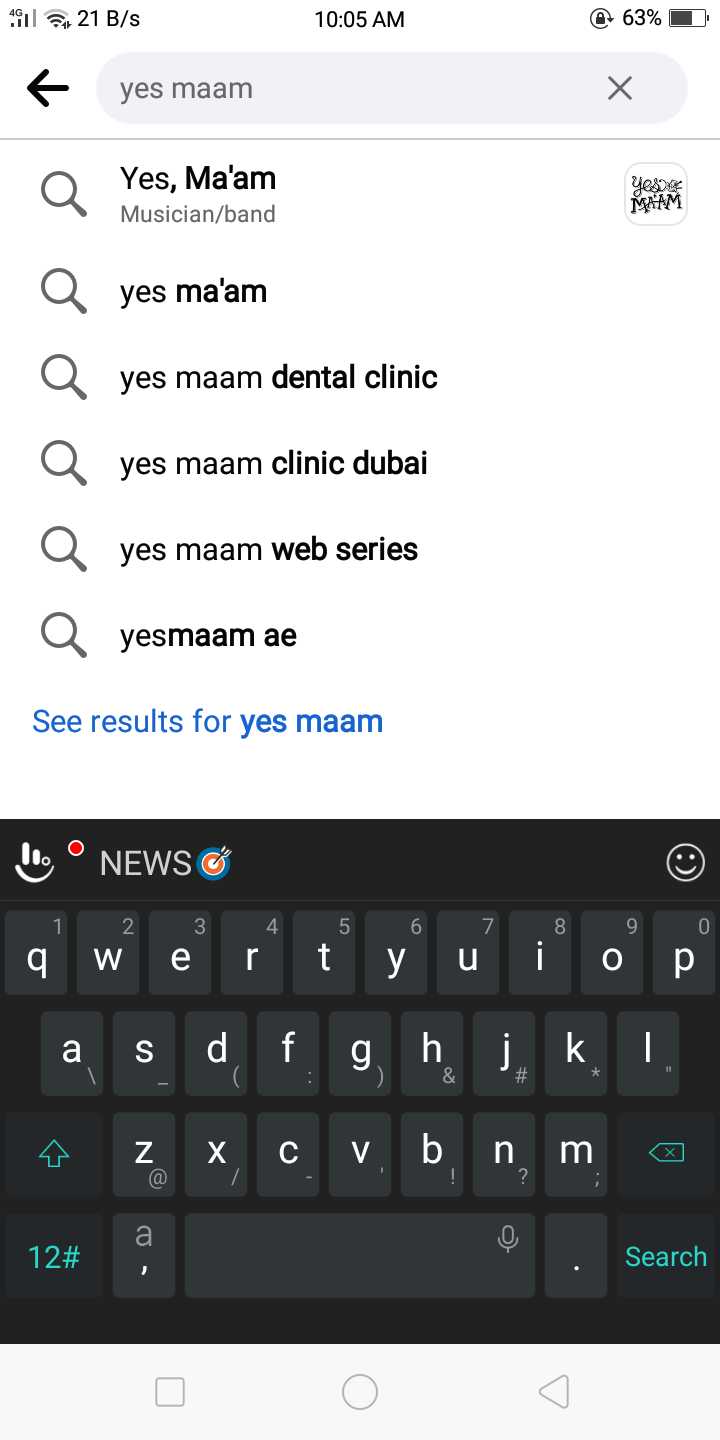 4G 21 B/s 10:05 AM 63%
yes maam
Yes, Ma'am
Musician/band
yes MA'AM
yes ma'am
yes maam dental clinic
yes maam clinic dubai
yes maam web series
yesmaam ae
See results for yes maam
NEWS
1 2 3 4 5 6 7 8 9 0
q w e r t y u i o p
a s d f g h j k l
\ _ ( : ) & # * "
z x c v b n m
@ / - ' ! ? ;
12# a , . Search